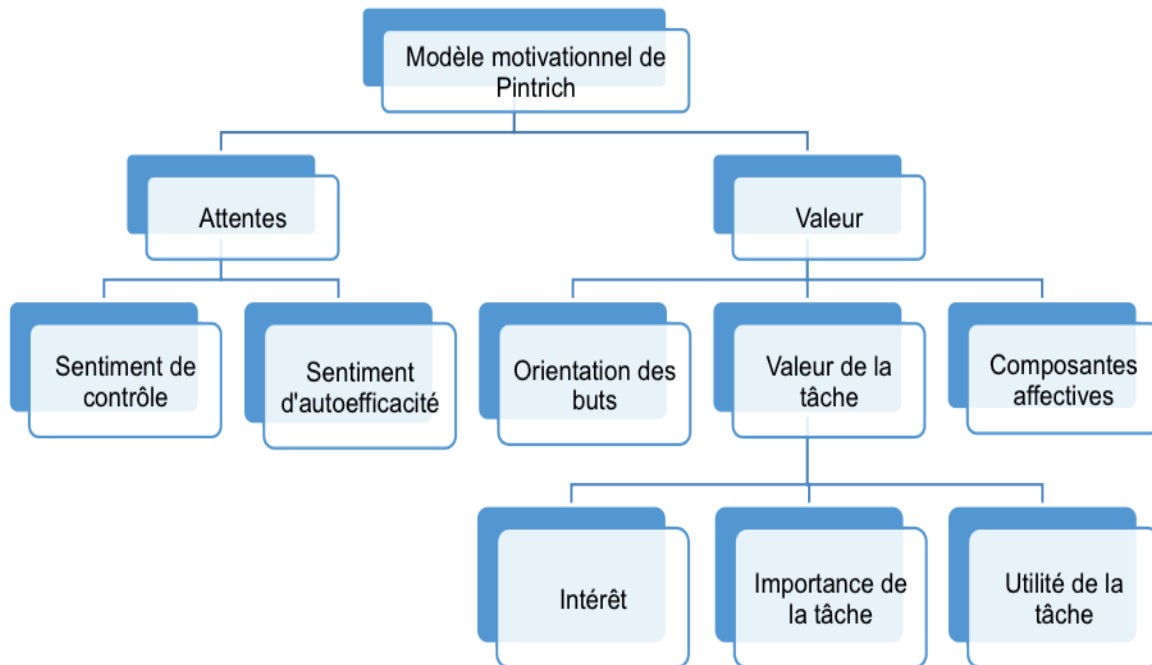 Modèle motivationnel de
Pintrich
Attentes
Valeur
Sentiment de
contrôle
Sentiment
d'autoefficacité
Orientation des
buts
Valeur de la
tâche
Composantes
affectives
Intérêt
Importance de
la tâche
Utilité de la
tâche